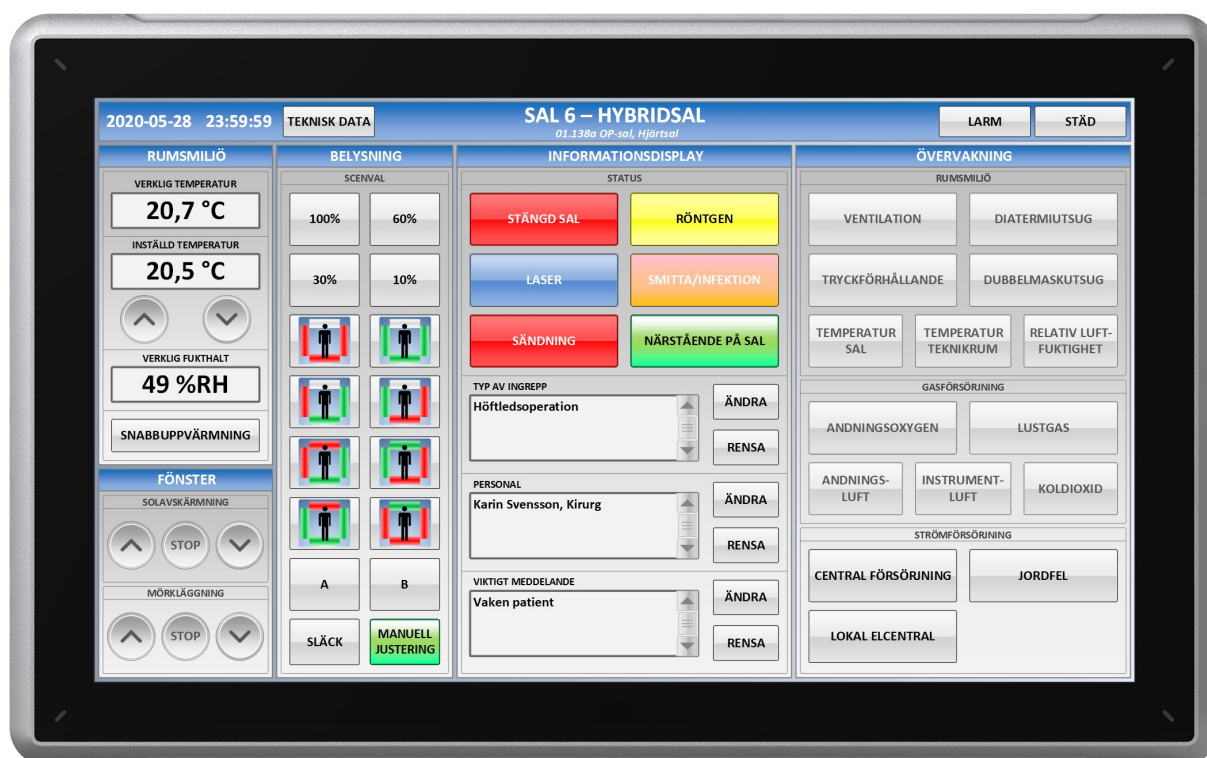 2020-05-28 23:59:59
TEKNISK DATA
SAL 6 – HYBRIDSAL
01.138a OP-sal, Hjärtsal
LARM
STÄD
RUMSMILJÖ
VERKLIG TEMPERATUR
20,7 °C
INSTÄLLD TEMPERATUR
20,5 °C
VERKLIG FUKTHALT
49 %RH
SNABBUPPVÄRMNING
FÖNSTER
SOLAVSKÄRMNING
STOP
MÖRKLÄGGNING
STOP
BELYSNING
SCENVAL
100%
60%
30%
10%
A
B
SLÄCK
MANUELL
JUSTERING
INFORMATIONSDISPLAY
STATUS
STÄNGD SAL
RÖNTGEN
LASER
SMITTA/INFEKTION
SÄNDNING
NÄRSTÅENDE PÅ SAL
TYP AV INGREPP
Höftledsoperation
ÄNDRA
RENSA
PERSONAL
Karin Svensson, Kirurg
ÄNDRA
RENSA
VIKTIGT MEDDELANDE
Vaken patient
ÄNDRA
RENSA
ÖVERVAKNING
RUMSMILJÖ
VENTILATION
DIATERMIUTSUG
TRYCKFÖRHÅLLANDE
DUBBELMASKUTSUG
TEMPERATUR
SAL
TEMPERATUR
TEKNIKRUM
RELATIV LUFT-
FUKTIGHET
GASFÖRSÖRJNING
ANDNINGSOXYGEN
LUSTGAS
ANDNINGS-
LUFT
INSTRUMENT-
LUFT
KOLDIOXID
STRÖMFÖRSÖRJNING
CENTRAL FÖRSÖRJNING
JORDFEL
LOKAL ELCENTRAL